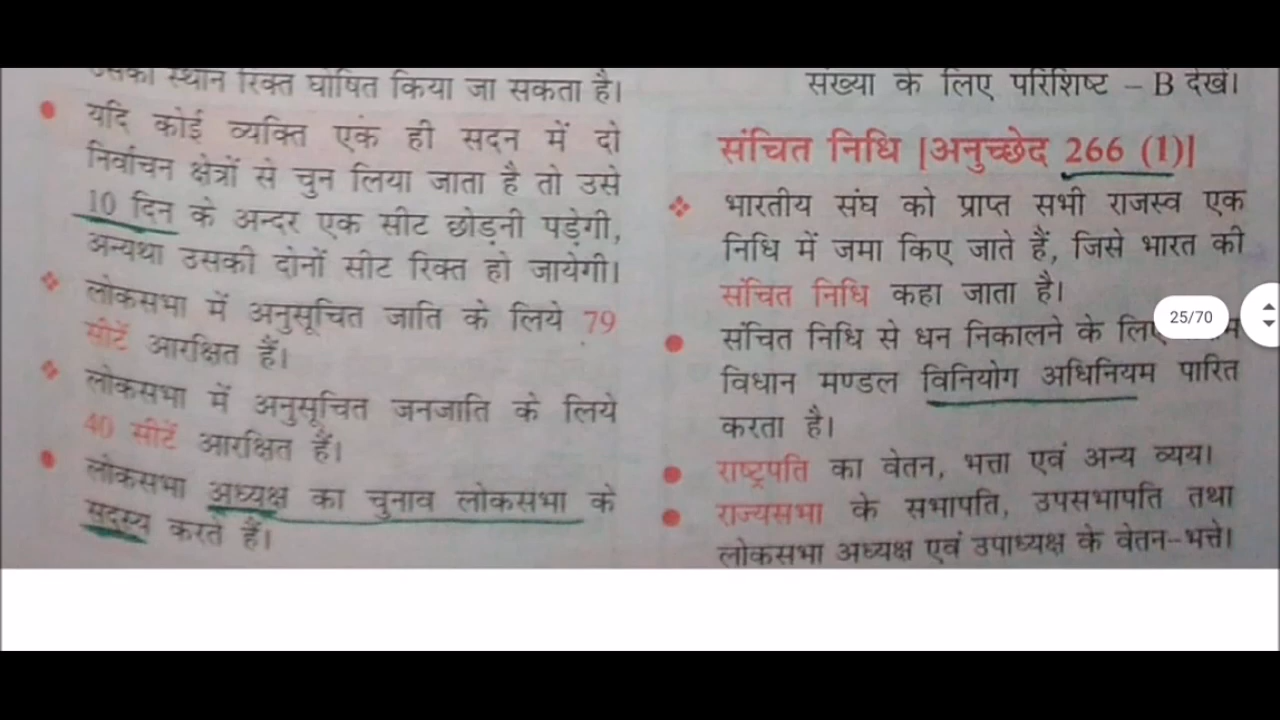 उसका स्थान रिक्त घोषित किया जा सकता है।
यदि कोई व्यक्ति एक ही सदन में दो
निर्वाचन क्षेत्रों से चुन लिया जाता है तो उसे
10 दिन के अन्दर एक सीट छोड़नी पड़ेगी,
अन्यथा उसकी दोनों सीट रिक्त हो जायेगी।
लोकसभा में अनुसूचित जाति के लिये 79
सीटें आरक्षित हैं।
लोकसभा में अनुसूचित जनजाति के लिये
40 सीटें आरक्षित हैं।
लोकसभा अध्यक्ष का चुनाव लोकसभा के
सदस्य करते हैं।
संख्या के लिए परिशिष्ट – B देखें।
संचित निधि |अनुच्छेद 266 (1)|
भारतीय संघ को प्राप्त सभी राजस्व एक
निधि में जमा किए जाते हैं, जिसे भारत की
संचित निधि कहा जाता है।
संचित निधि से धन निकालने के लिए
विधान मण्डल विनियोग अधिनियम पारित
करता है।
राष्ट्रपति का वेतन, भत्ता एवं अन्य व्यय।
राज्यसभा के सभापति, उपसभापति तथा
लोकसभा अध्यक्ष एवं उपाध्यक्ष के वेतन-भत्ते।
25/70